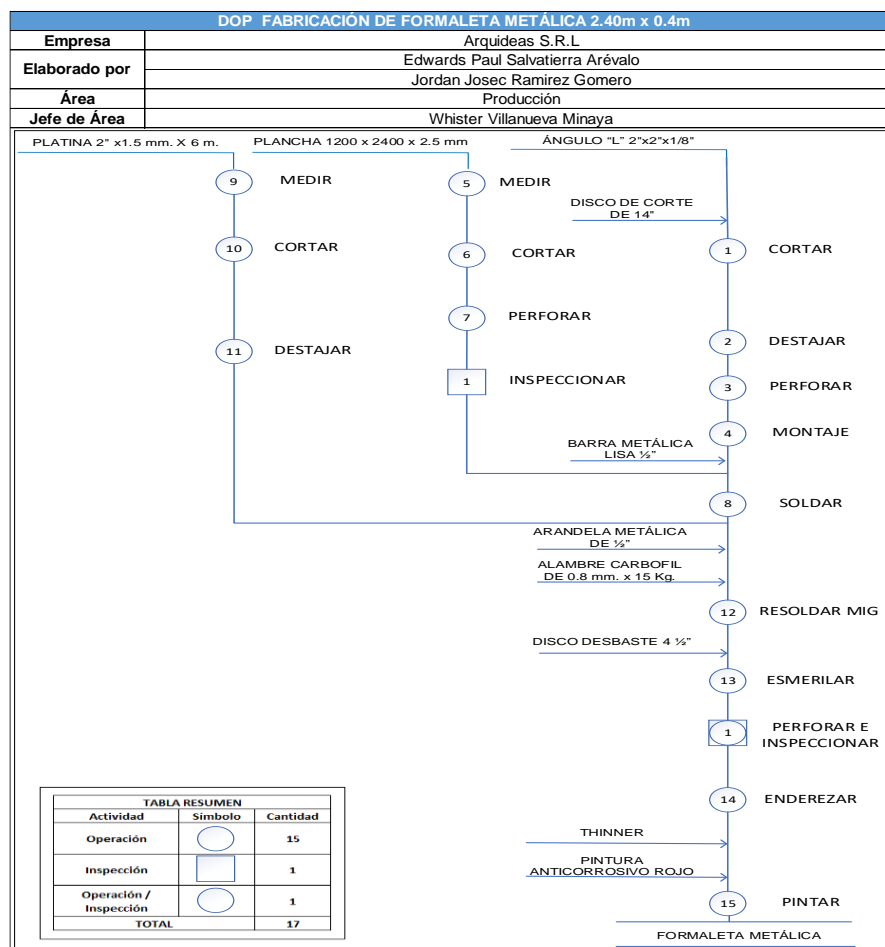 DOP FABRICACIÓN DE FORMALETA METÁLICA 2.40m x 0.4m
Empresa Arquideas S.R.L
Elaborado por Edwards Paul Salvatierra Arévalo
Jordan Josec Ramirez Gomero
Área Producción
Jefe de Área Whister Villanueva Minaya
PLATINA 2" x1.5 mm. X 6 m.
9 MEDIR
10 CORTAR
11 DESTAJAR
PLANCHA 1200 x 2400 x 2.5 mm
5 MEDIR
6 CORTAR
7 PERFORAR
1 INSPECCIONAR
ÁNGULO "L" 2"x2"x1/8"
DISCO DE CORTE
DE 14"
1 CORTAR
2 DESTAJAR
3 PERFORAR
4 MONTAJE
BARRA METÁLICA
LISA ½"
8 SOLDAR
ARANDELA METÁLICA
DE ½"
ALAMBRE CARBOFIL
DE 0.8 mm. x 15 Kg.
12 RESOLDAR MIG
DISCO DESBASTE 4 ½"
13 ESMERILAR
1 PERFORAR E
INSPECCIONAR
14 ENDEREZAR
THINNER
PINTURA
ANTICORROSIVO ROJO
15 PINTAR
FORMALETA METÁLICA
TABLA RESUMEN
Actividad Símbolo Cantidad
Operación 15
Inspección 1
Operación /
Inspección 1
TOTAL 17